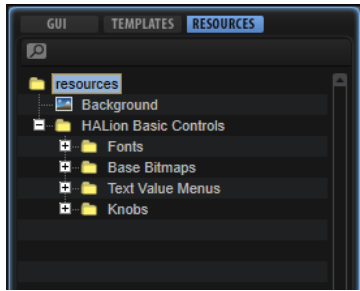 GUI TEMPLATES RESOURCES
resources
Background
HALion Basic Controls
Fonts
Base Bitmaps
Text Value Menus
Knobs